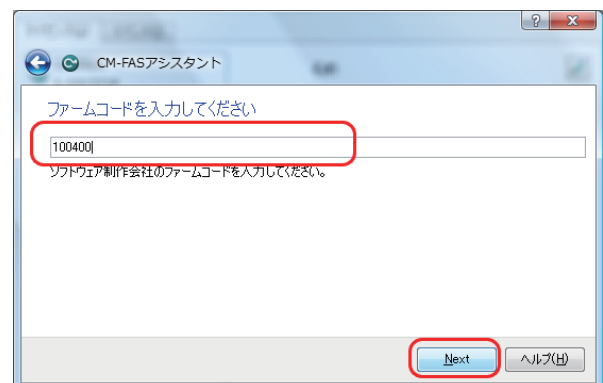 CM-FASアシスタント
ファームコードを入力してください
100400
ソフトウェア制作会社のファームコードを入力してください。
Next
ヘルプ(H)